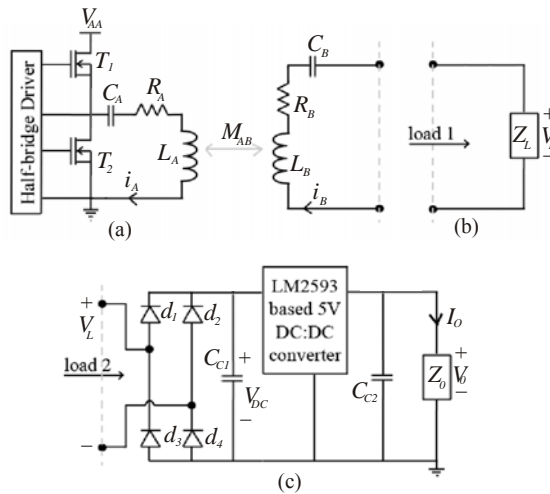 V_AA
Half-bridge Driver
T_1
T_2
C_A
R_A
L_A
i_A
M_AB
(a)
C_B
R_B
L_B
i_B
load 1
Z_L
+
−
(b)
+
V_L
−
load 2
d_1
d_2
d_3
d_4
C_C1
+
V_DC
−
LM2593
based 5V
DC:DC
converter
C_C2
I_O
Z_0
+
V_0
−
(c)